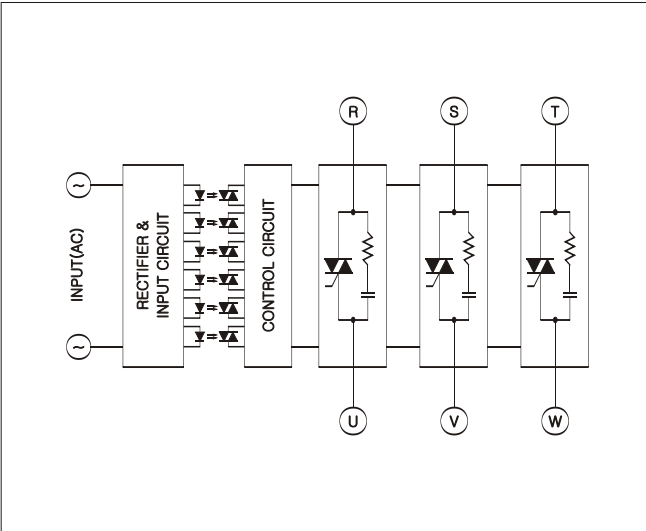 R
S
T
~
INPUT(AC)
~
RECTIFIER &
INPUT CIRCUIT
CONTROL CIRCUIT
U
V
W